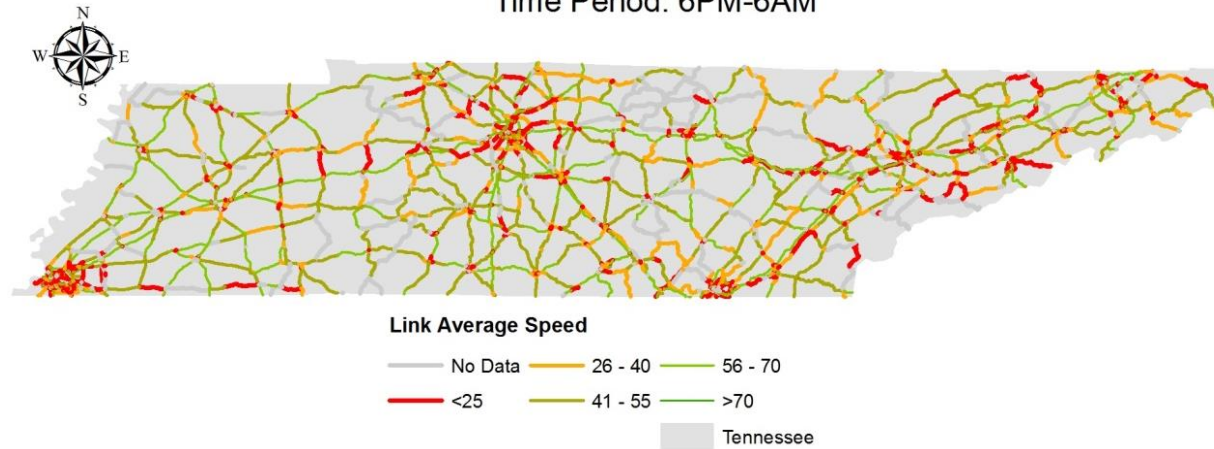 Time Period: 6PM-6AM
N
W E
S
Link Average Speed
No Data 26 - 40 56 - 70
<25 41 - 55 >70
Tennessee